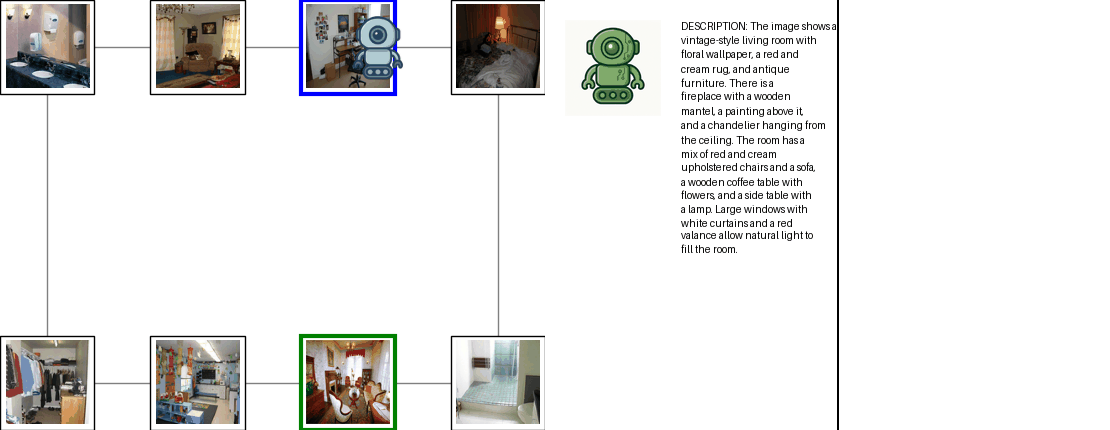 DESCRIPTION: The image shows a
vintage-style living room with
floral wallpaper, a red and
cream rug, and antique
furniture. There is a
fireplace with a wooden
mantel, a painting above it,
and a chandelier hanging from
the ceiling. The room has a
mix of red and cream
upholstered chairs and a sofa,
a wooden coffee table with
flowers, and a side table with
a lamp. Large windows with
white curtains and a red
valance allow natural light to
fill the room.